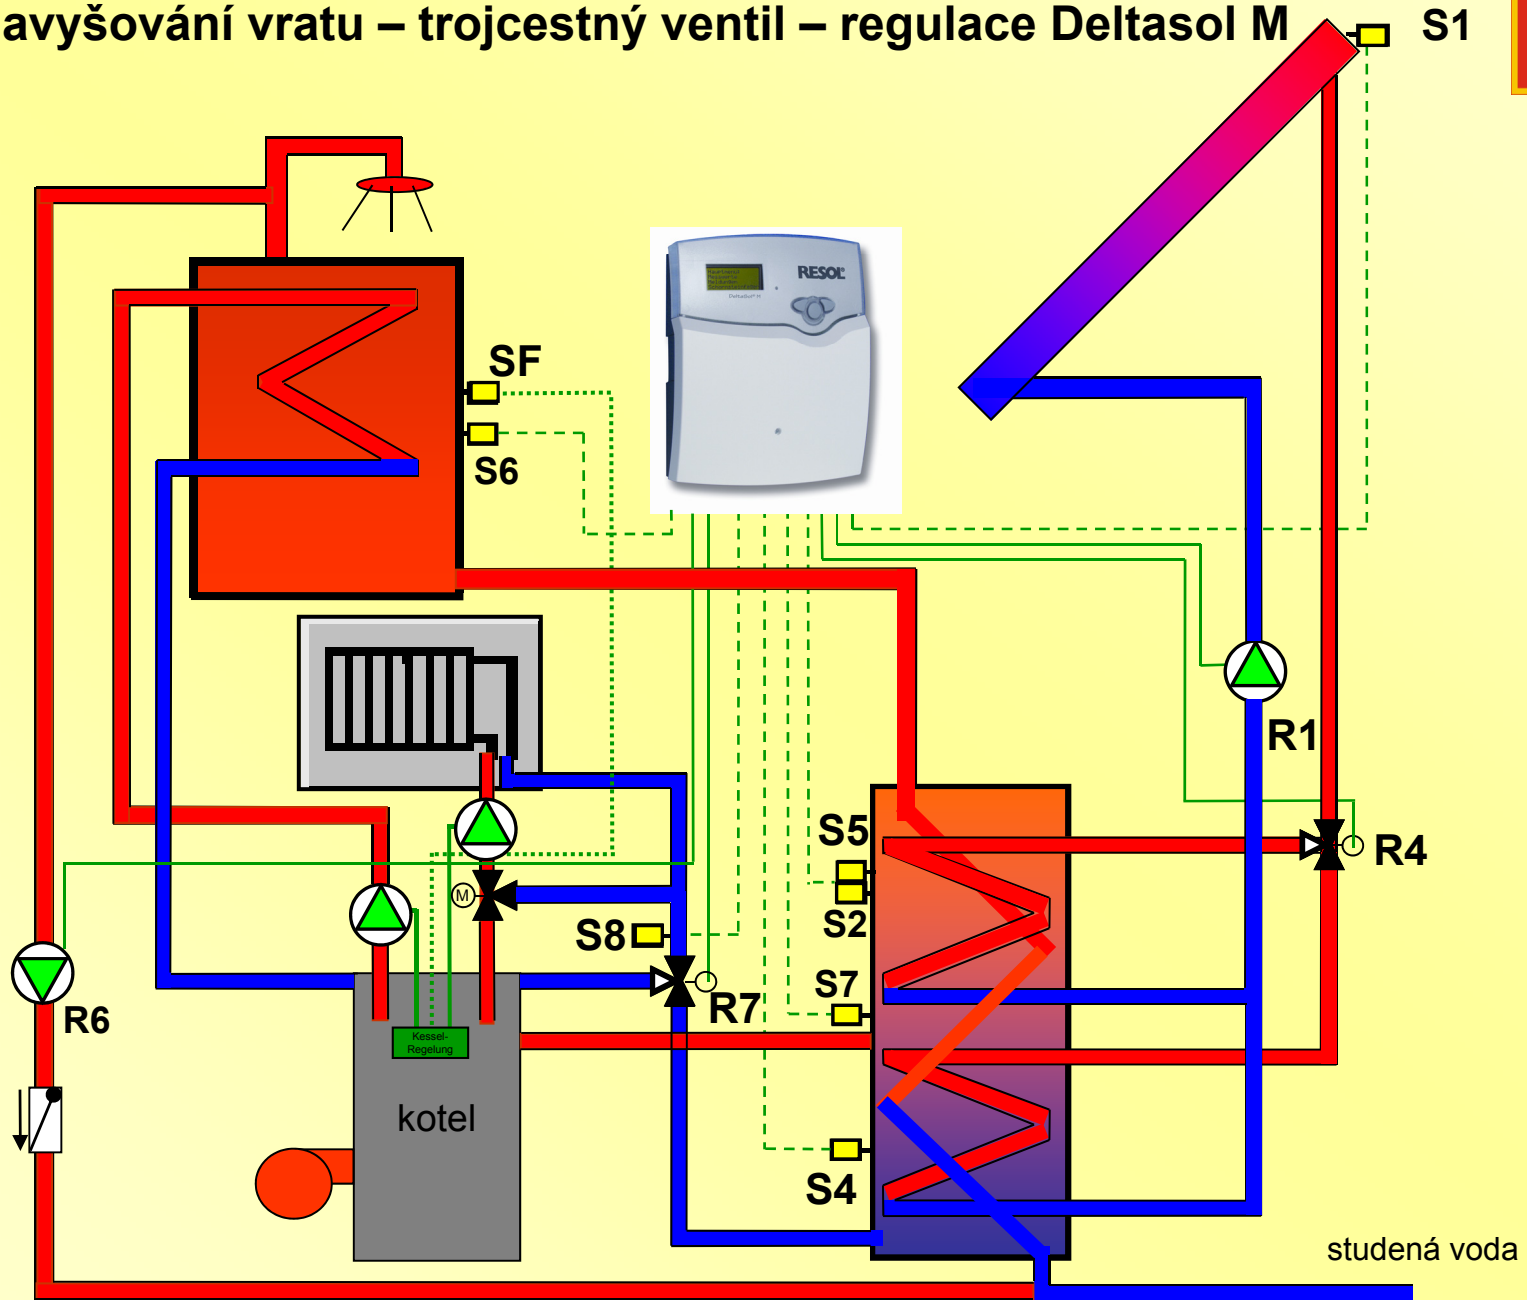 avyšování vratu – trojcestný ventil – regulace Deltasol M
S1
RESOL®
DeltaSol® M
SF
S6
R1
S5
R4
S2
M
S8
S7
R7
R6
Kessel-
Regelung
kotel
S4
studená voda